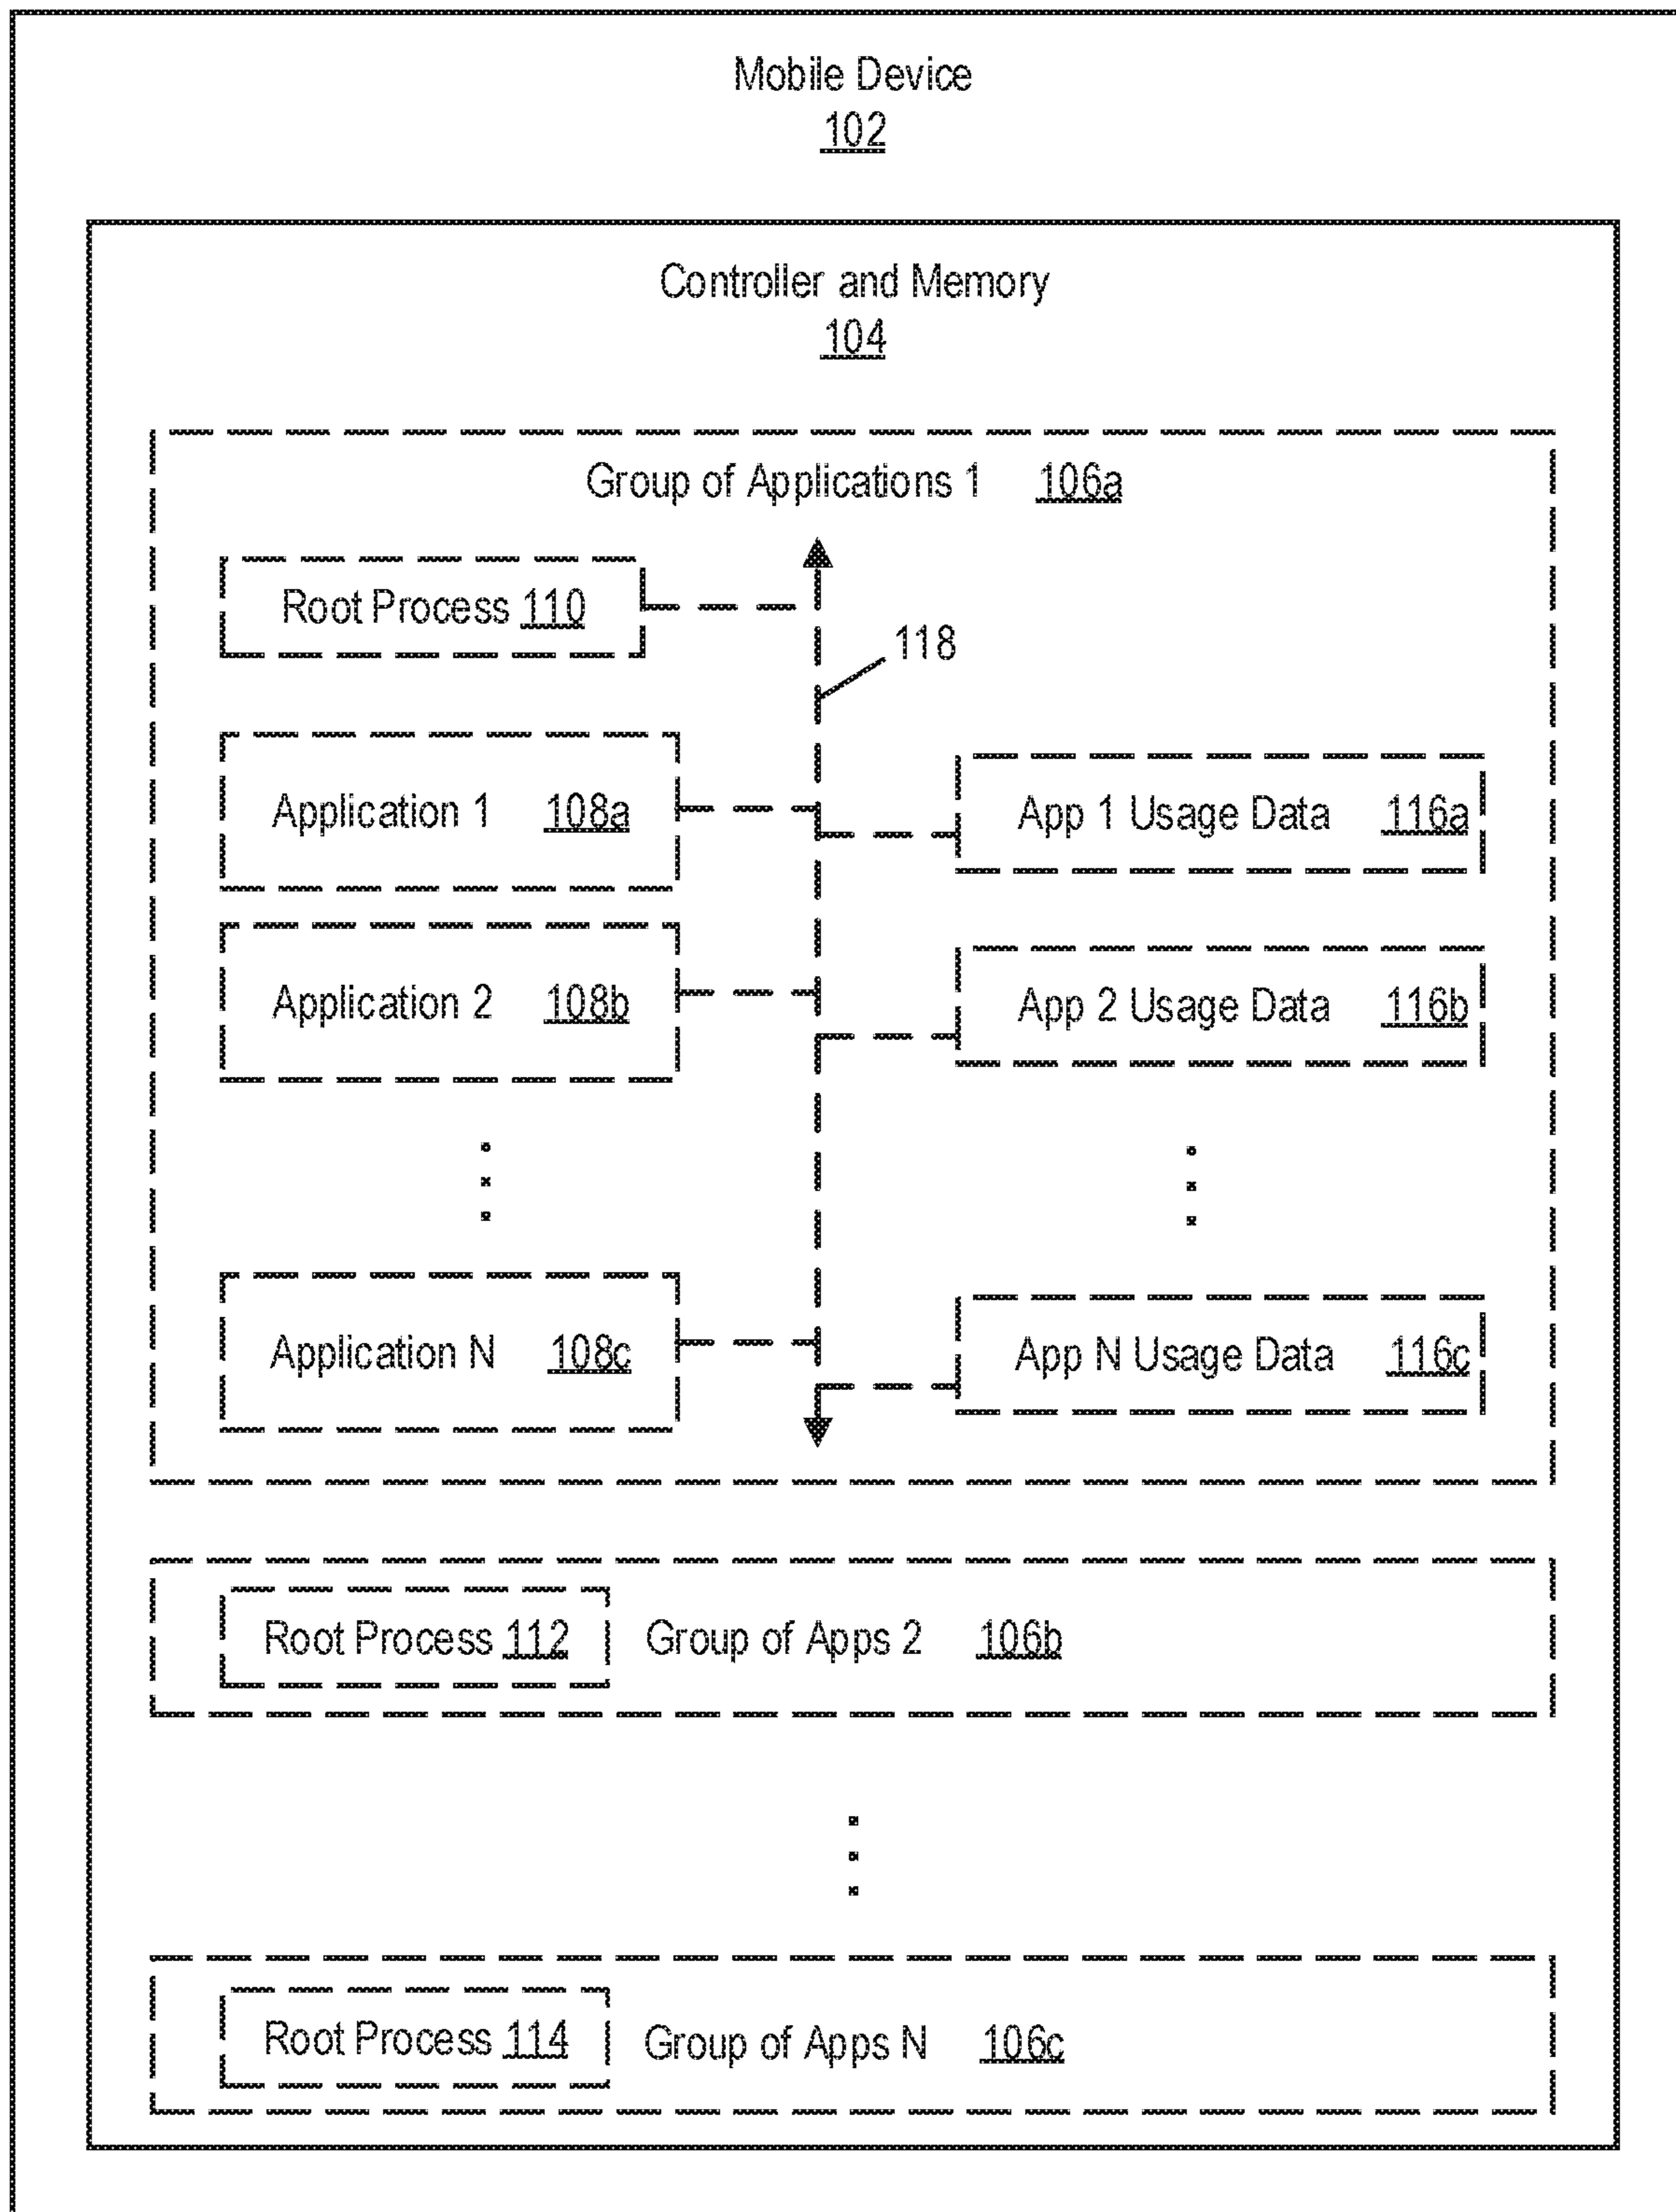 Mobile Device
102
Controller and Memory
104
Group of Applications 1 106a
Root Process 110
118
Application 1 108a
App 1 Usage Data 116a
Application 2 108b
App 2 Usage Data 116b
Application N 108c
App N Usage Data 116c
Root Process 112 Group of Apps 2 106b
Root Process 114 Group of Apps N 106c